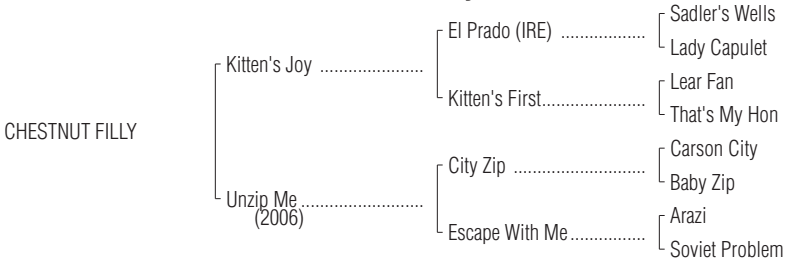 Sadler's Wells
El Prado (IRE) ..................
Lady Capulet
Kitten's Joy ......................
Lear Fan
Kitten's First......................
That's My Hon
CHESTNUT FILLY
Carson City
City Zip ............................
Baby Zip
Unzip Me ..........................
(2006)
Arazi
Escape With Me................
Soviet Problem